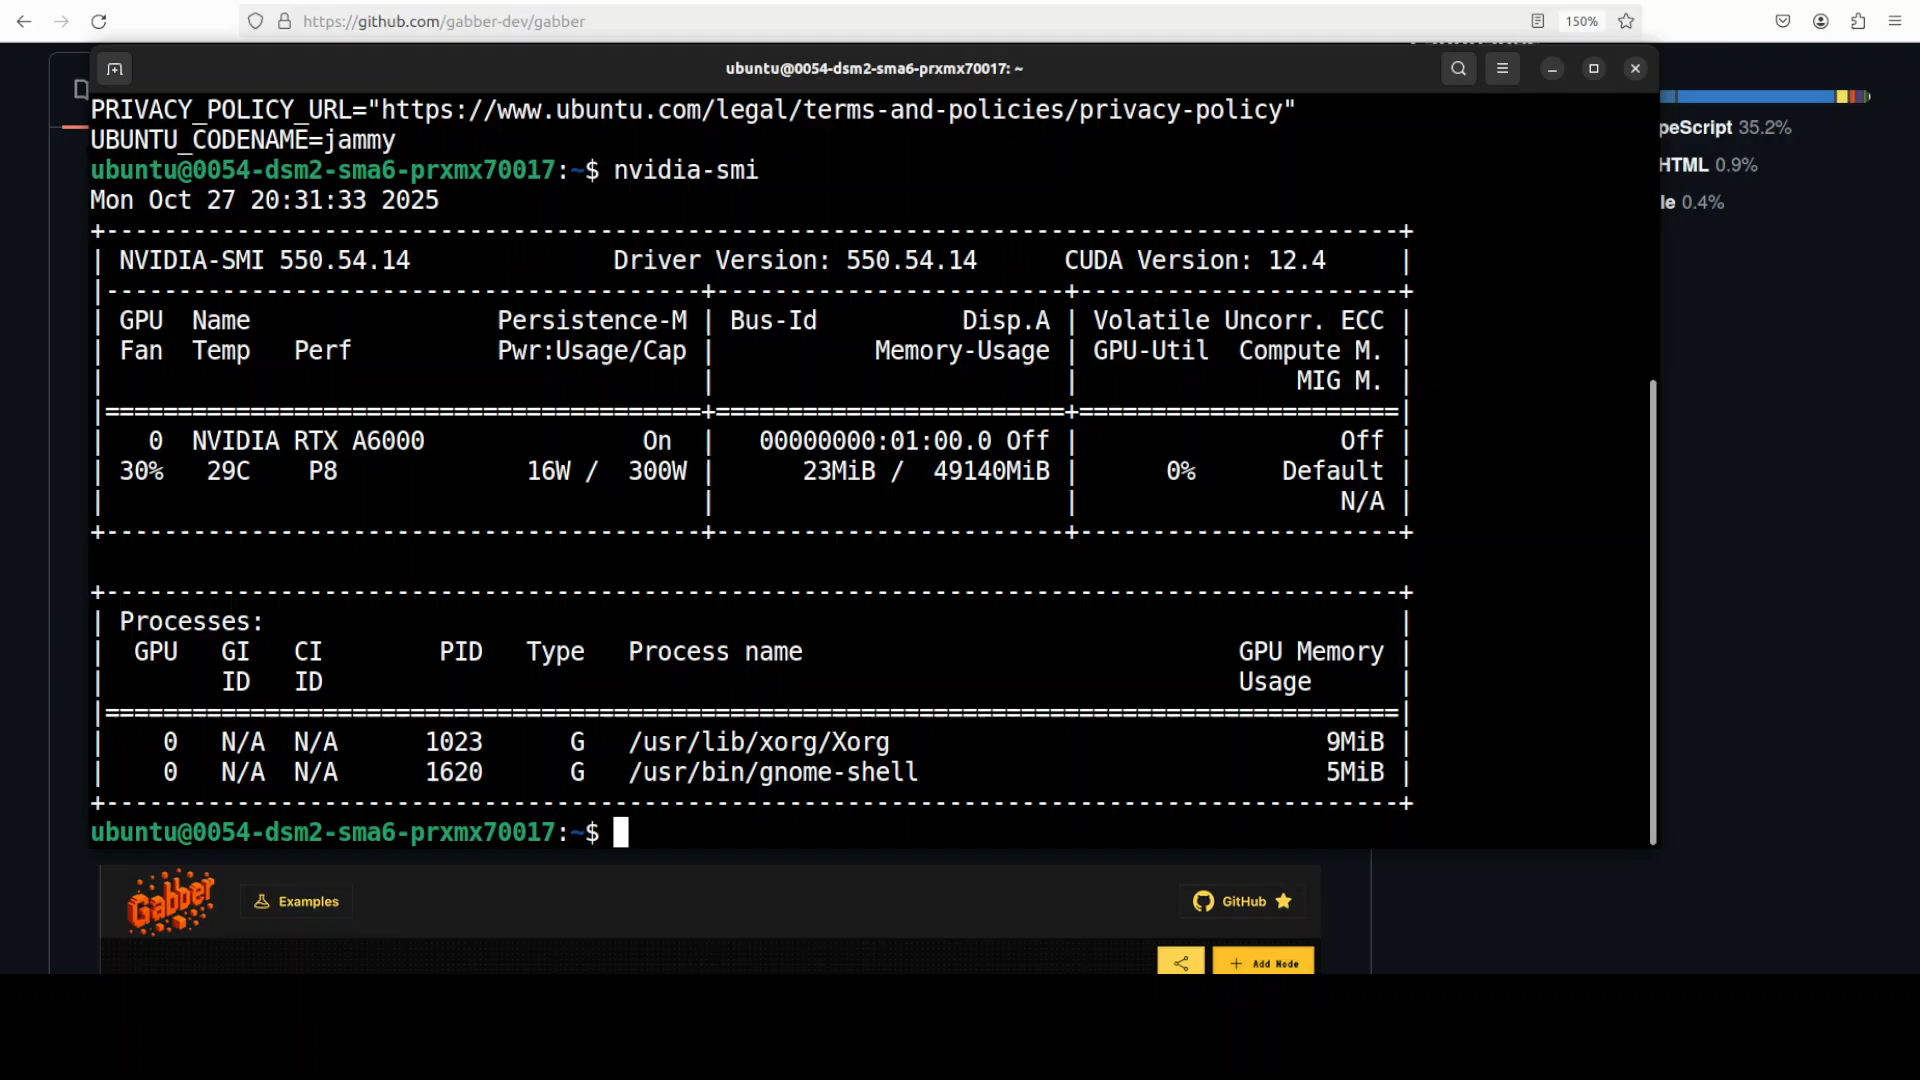 https://github.com/gabber-dev/gabber
150%
ubuntu@0054-dsm2-sma6-prxmx70017: ~
PRIVACY_POLICY_URL="https://www.ubuntu.com/legal/terms-and-policies/privacy-policy"
UBUNTU_CODENAME=jammy
ubuntu@0054-dsm2-sma6-prxmx70017:~$ nvidia-smi
Mon Oct 27 20:31:33 2025
NVIDIA-SMI 550.54.14 Driver Version: 550.54.14 CUDA Version: 12.4
GPU Name Persistence-M | Bus-Id Disp.A | Volatile Uncorr. ECC
Fan Temp Perf Pwr:Usage/Cap | Memory-Usage | GPU-Util Compute M.
MIG M.
0 NVIDIA RTX A6000 On | 00000000:01:00.0 Off | Off
30% 29C P8 16W / 300W | 23MiB / 49140MiB | 0% Default
N/A
Processes:
GPU GI CI PID Type Process name GPU Memory
ID ID Usage
0 N/A N/A 1023 G /usr/lib/xorg/Xorg 9MiB
0 N/A N/A 1620 G /usr/bin/gnome-shell 5MiB
ubuntu@0054-dsm2-sma6-prxmx70017:~$
peScript 35.2%
HTML 0.9%
le 0.4%
Gabber
Examples
GitHub
+ Add Node